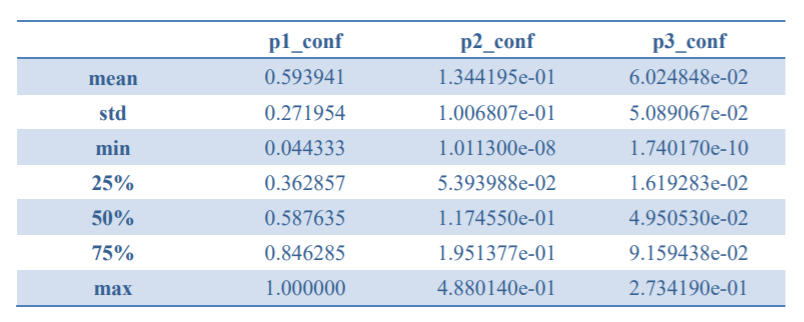 p1_conf p2_conf p3_conf
mean 0.593941 1.344195e-01 6.024848e-02
std 0.271954 1.006807e-01 5.089067e-02
min 0.044333 1.011300e-08 1.740170e-10
25% 0.362857 5.393988e-02 1.619283e-02
50% 0.587635 1.174550e-01 4.950530e-02
75% 0.846285 1.951377e-01 9.159438e-02
max 1.000000 4.880140e-01 2.734190e-01